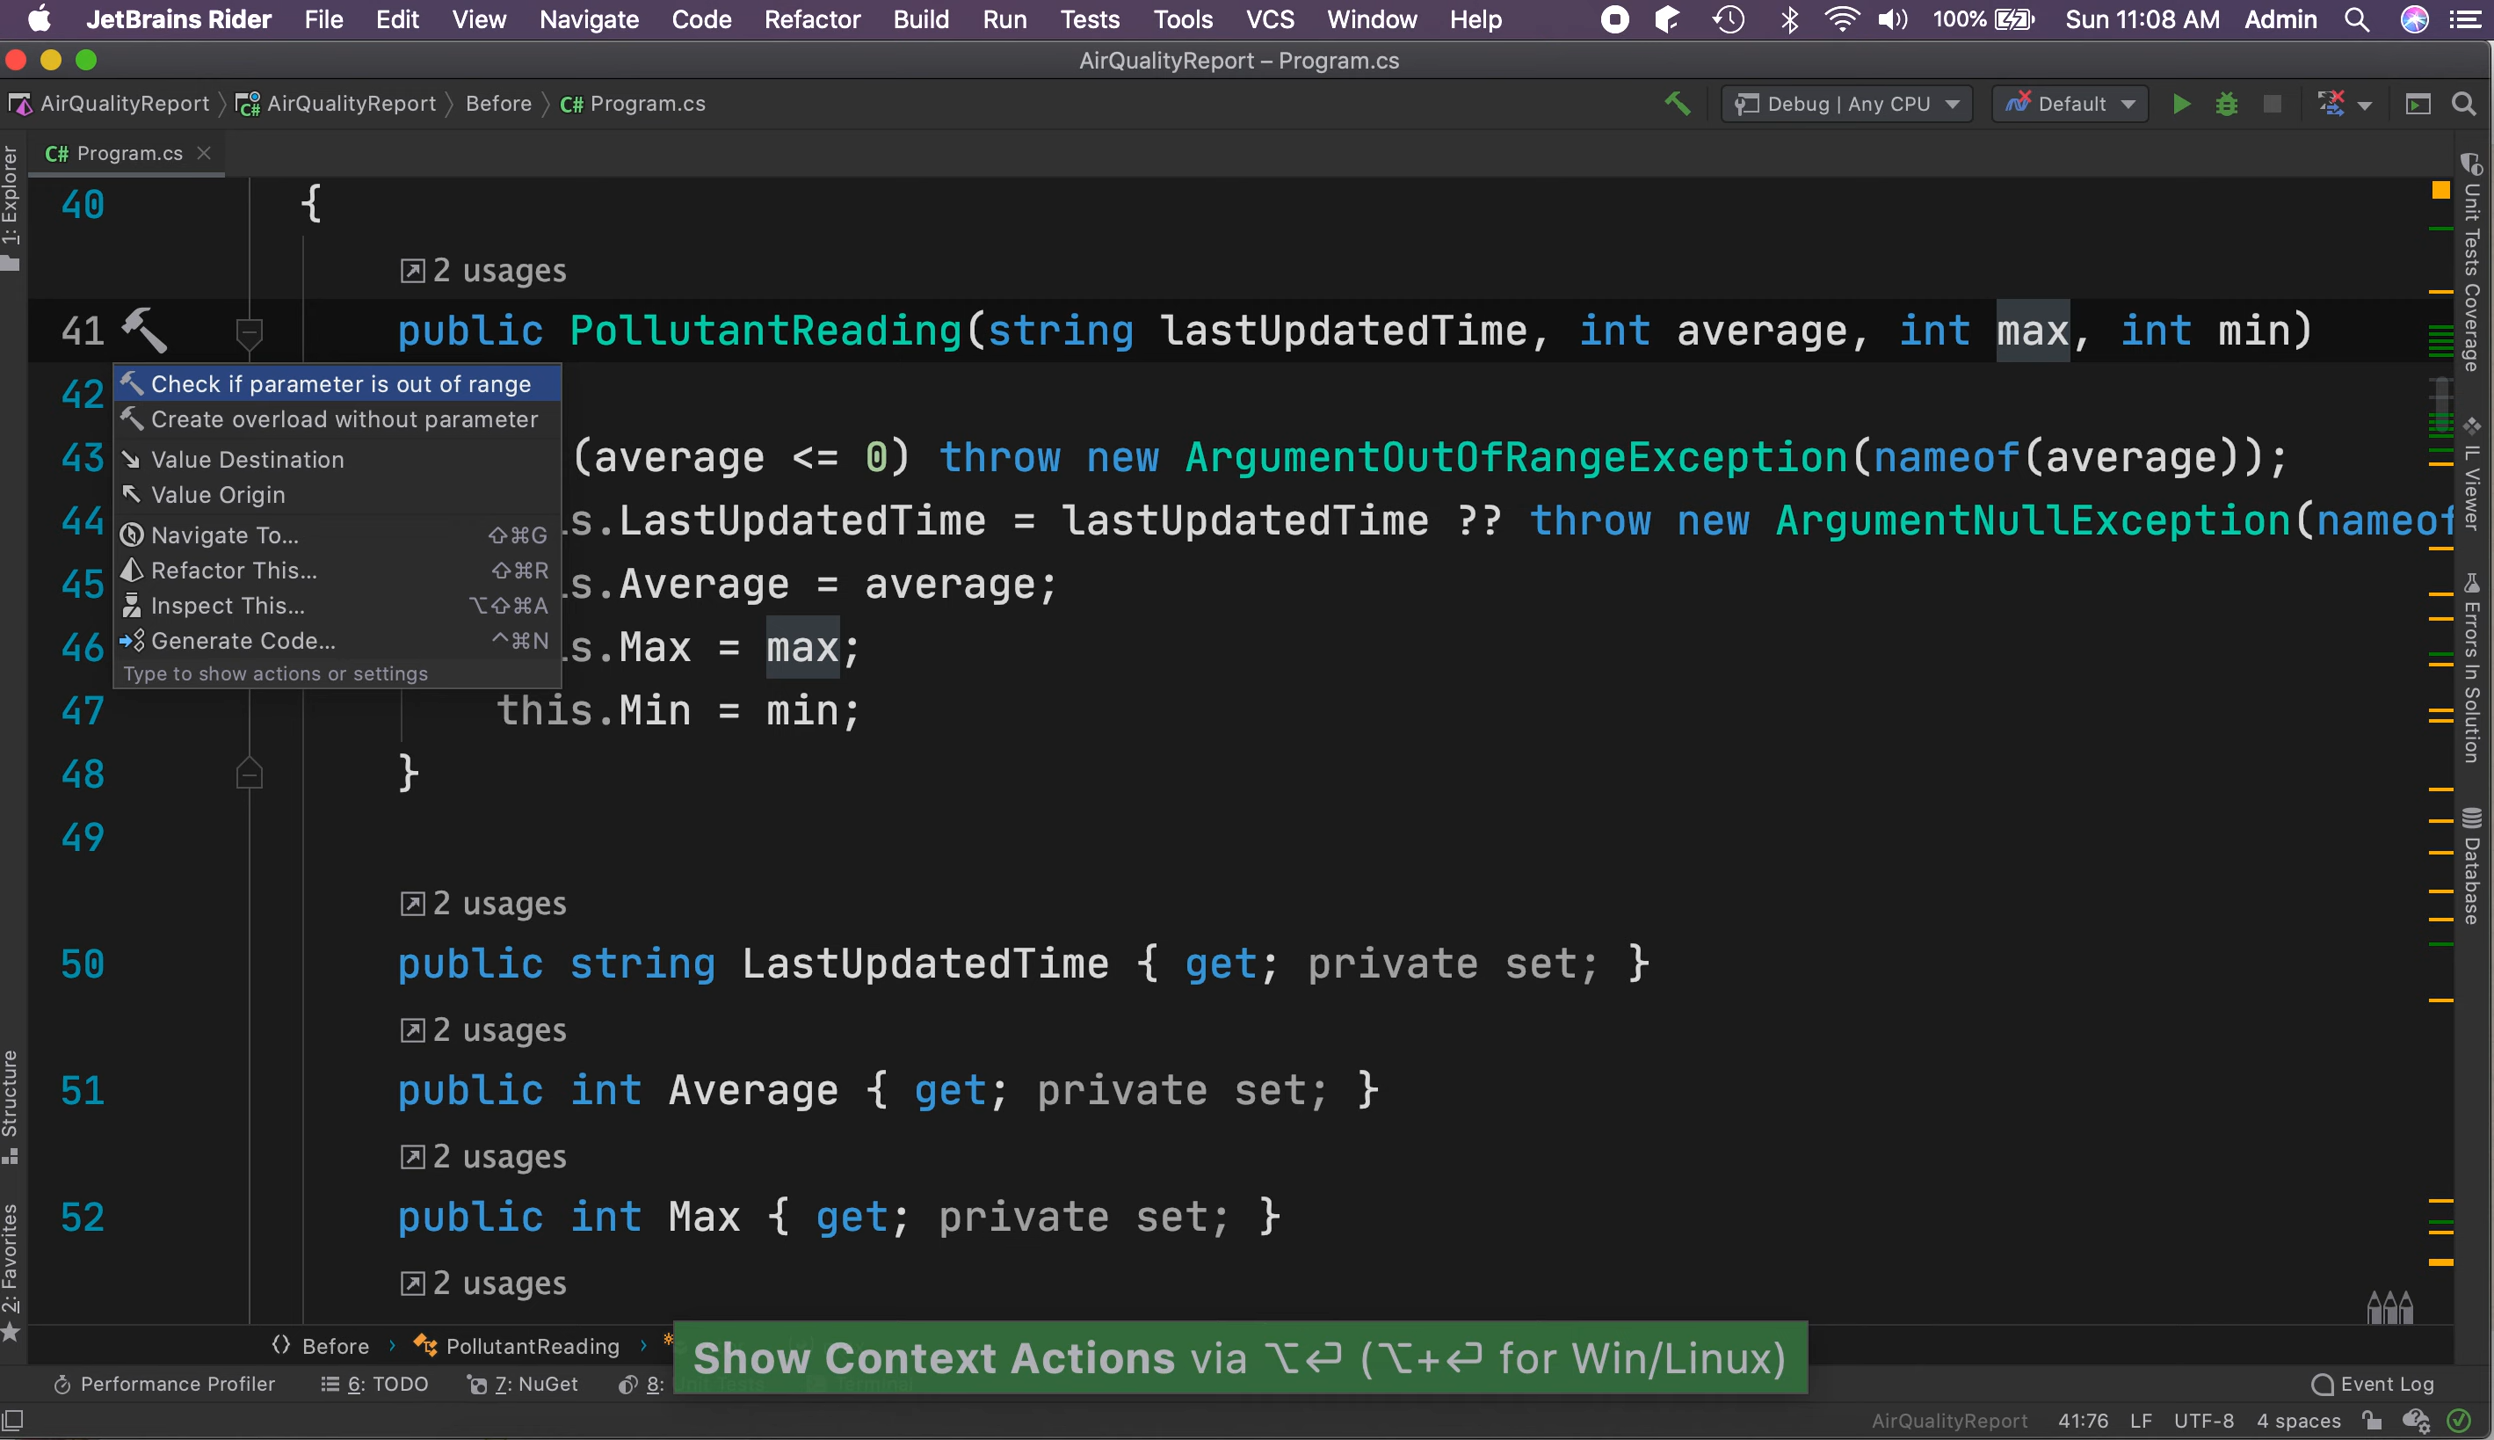 JetBrains Rider File Edit View Navigate Code Refactor Build Run Tests Tools VCS Window Help 100% Sun 11:08 AM Admin
AirQualityReport – Program.cs
AirQualityReport AirQualityReport Before C# Program.cs Debug | Any CPU Default
C# Program.cs
1: Explorer
Structure
2: Favorites
40 {
2 usages
41 public PollutantReading(string lastUpdatedTime, int average, int max, int min)
42
43 (average <= 0) throw new ArgumentOutOfRangeException(nameof(average));
44 s.LastUpdatedTime = lastUpdatedTime ?? throw new ArgumentNullException(nameof
45 s.Average = average;
46 s.Max = max;
47 this.Min = min;
48 }
49
2 usages
50 public string LastUpdatedTime { get; private set; }
2 usages
51 public int Average { get; private set; }
2 usages
52 public int Max { get; private set; }
2 usages
Check if parameter is out of range
Create overload without parameter
Value Destination
Value Origin
Navigate To... ⇧⌘G
Refactor This... ⇧⌘R
Inspect This... ⌥⇧⌘A
Generate Code... ^⌘N
Type to show actions or settings
Unit Tests Coverage
IL Viewer
Errors In Solution
Database
Before PollutantReading
Show Context Actions via ⌥⏎ (⌥+⏎ for Win/Linux)
Performance Profiler 6: TODO 7: NuGet 8: Unit Tests Terminal Event Log
AirQualityReport 41:76 LF UTF-8 4 spaces